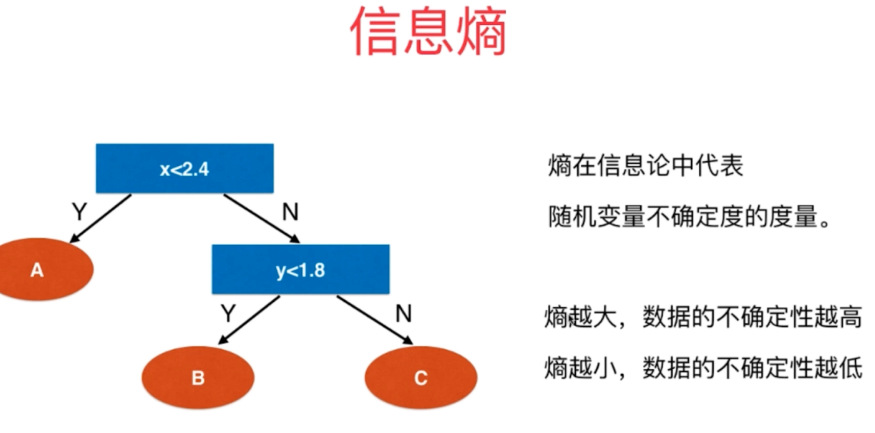 信息熵
x<2.4
Y
N
A
y<1.8
Y
N
B
C
熵在信息论中代表
随机变量不确定度的度量。
熵越大，数据的不确定性越高
熵越小，数据的不确定性越低